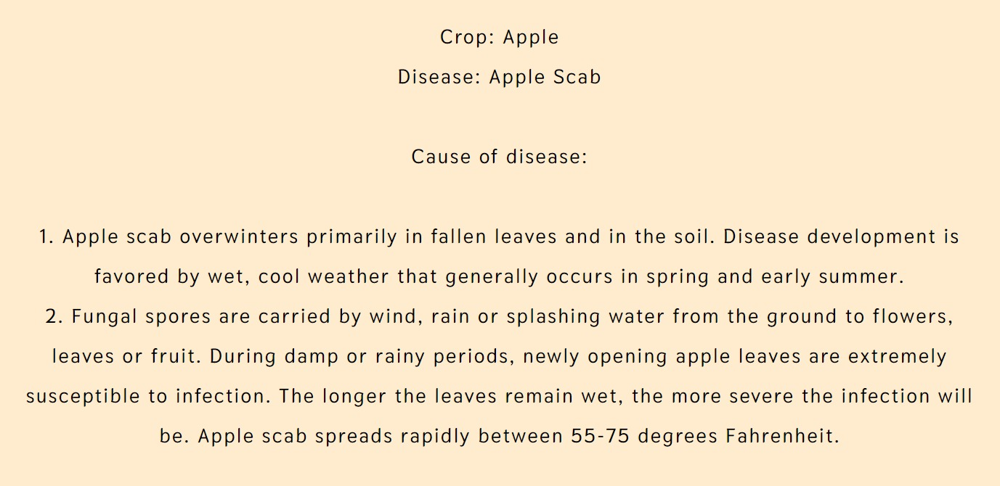 Crop: Apple
Disease: Apple Scab
Cause of disease:
1. Apple scab overwinters primarily in fallen leaves and in the soil. Disease development is
favored by wet, cool weather that generally occurs in spring and early summer.
2. Fungal spores are carried by wind, rain or splashing water from the ground to flowers,
leaves or fruit. During damp or rainy periods, newly opening apple leaves are extremely
susceptible to infection. The longer the leaves remain wet, the more severe the infection will
be. Apple scab spreads rapidly between 55-75 degrees Fahrenheit.